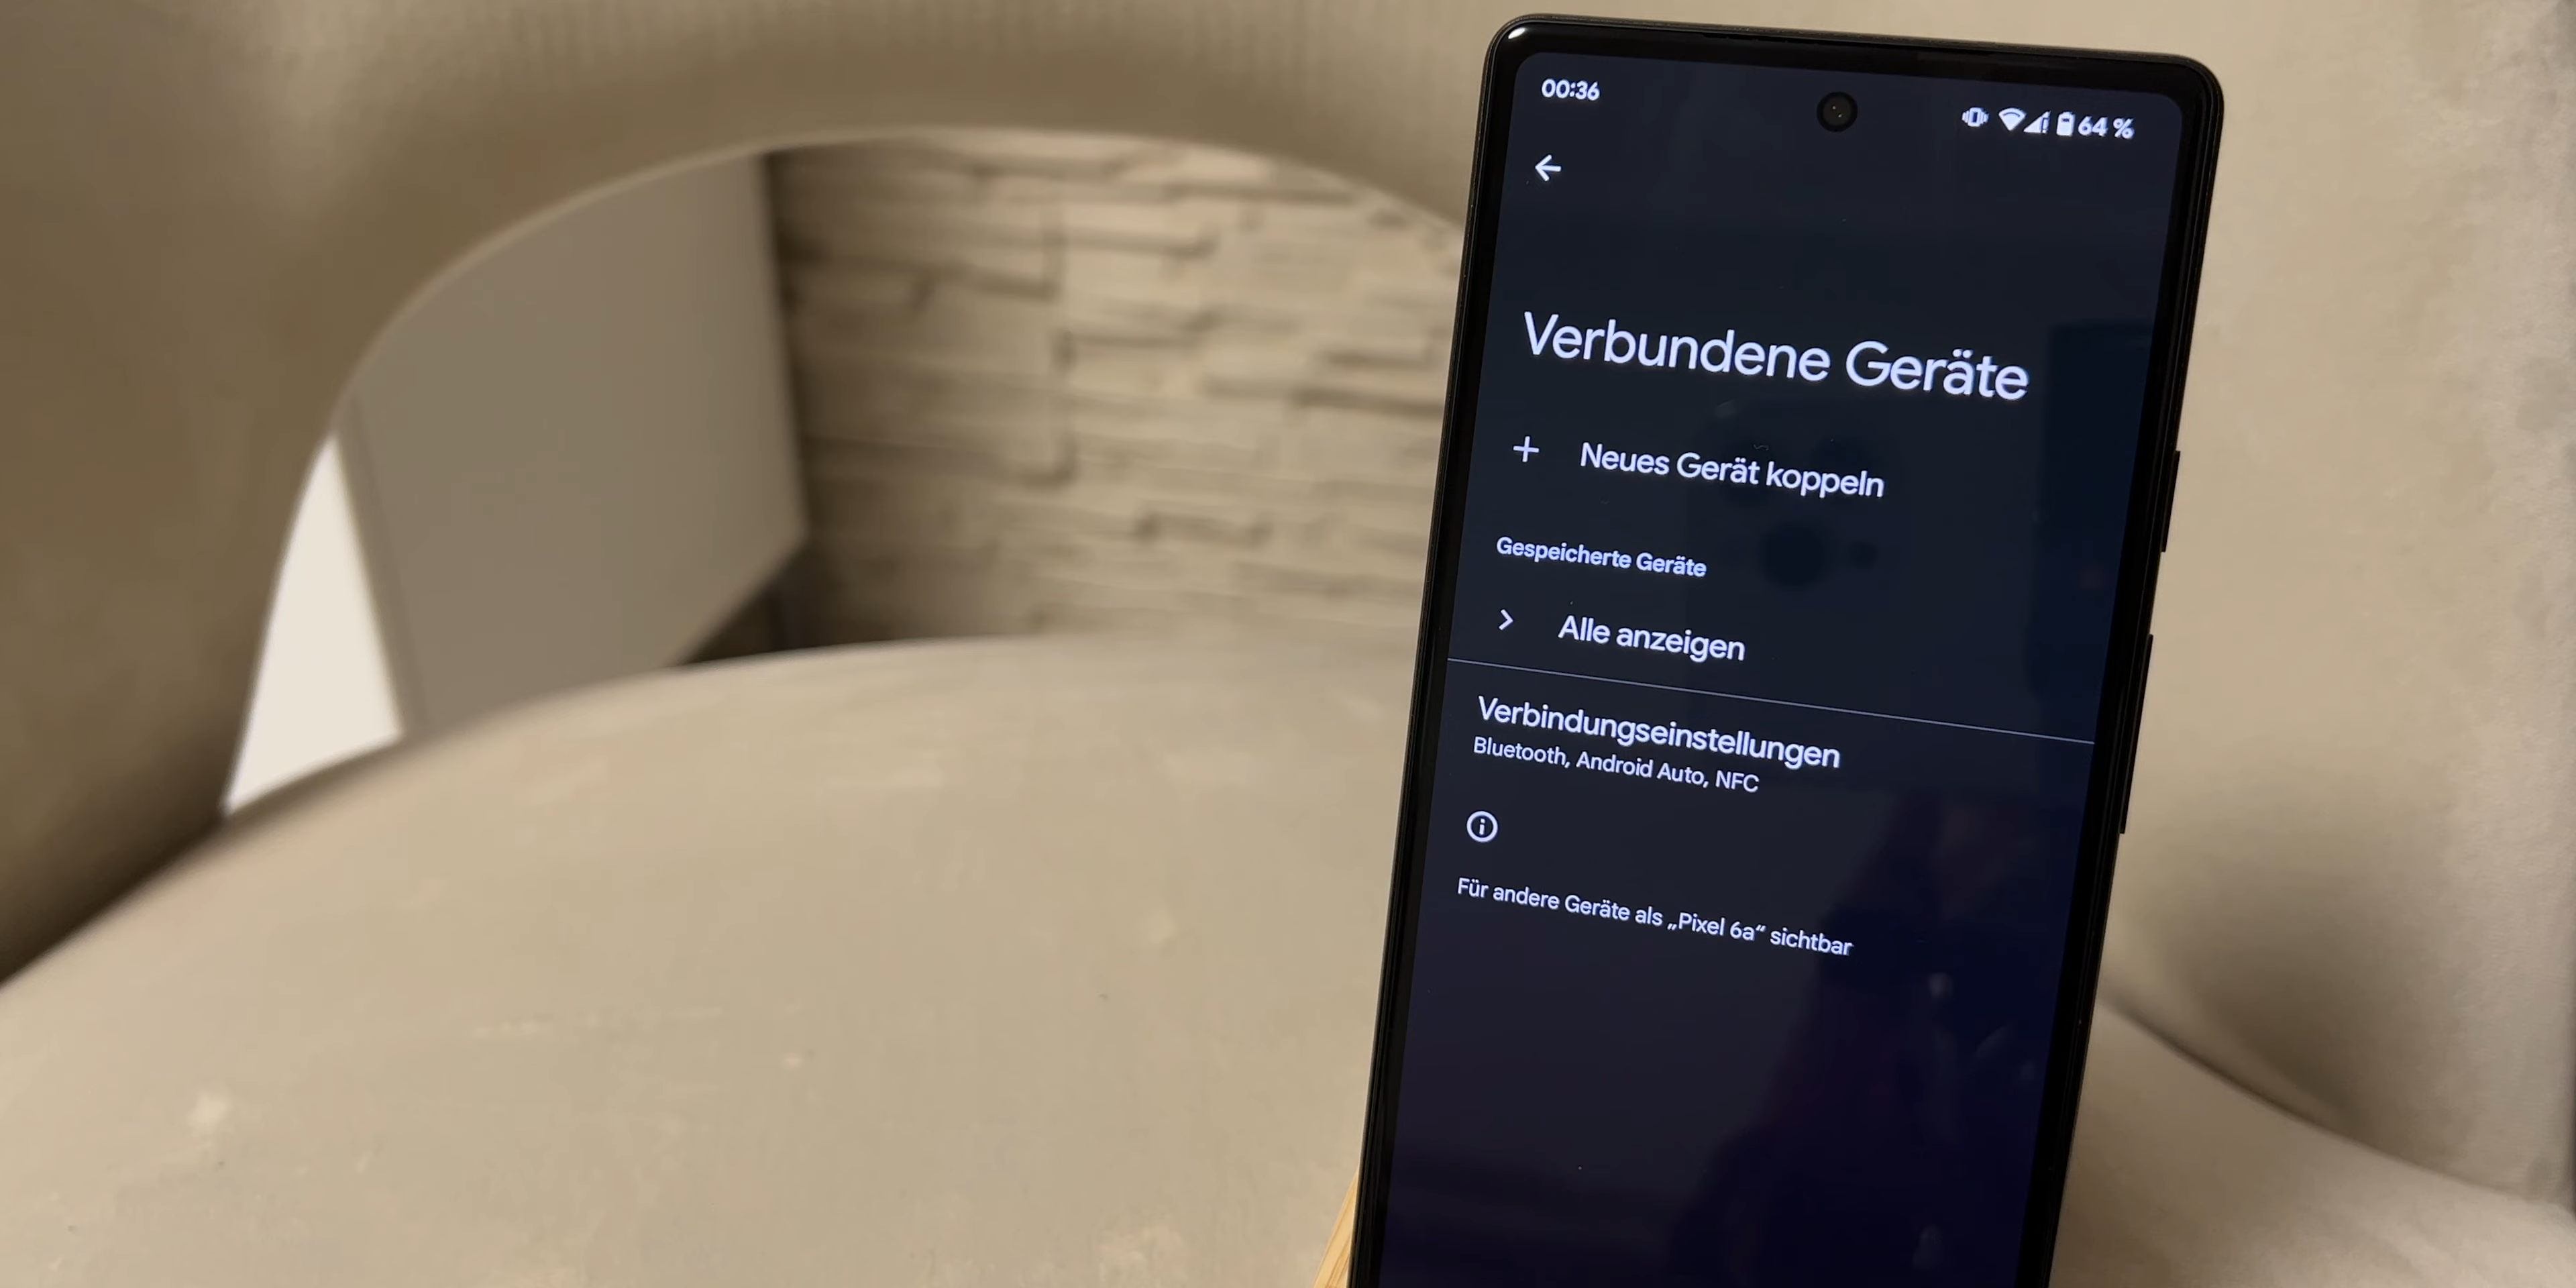 00:36
64 %
Verbundene Geräte
Neues Gerät koppeln
Gespeicherte Geräte
Alle anzeigen
Verbindungseinstellungen
Bluetooth, Android Auto, NFC
Für andere Geräte als „Pixel 6a“ sichtbar